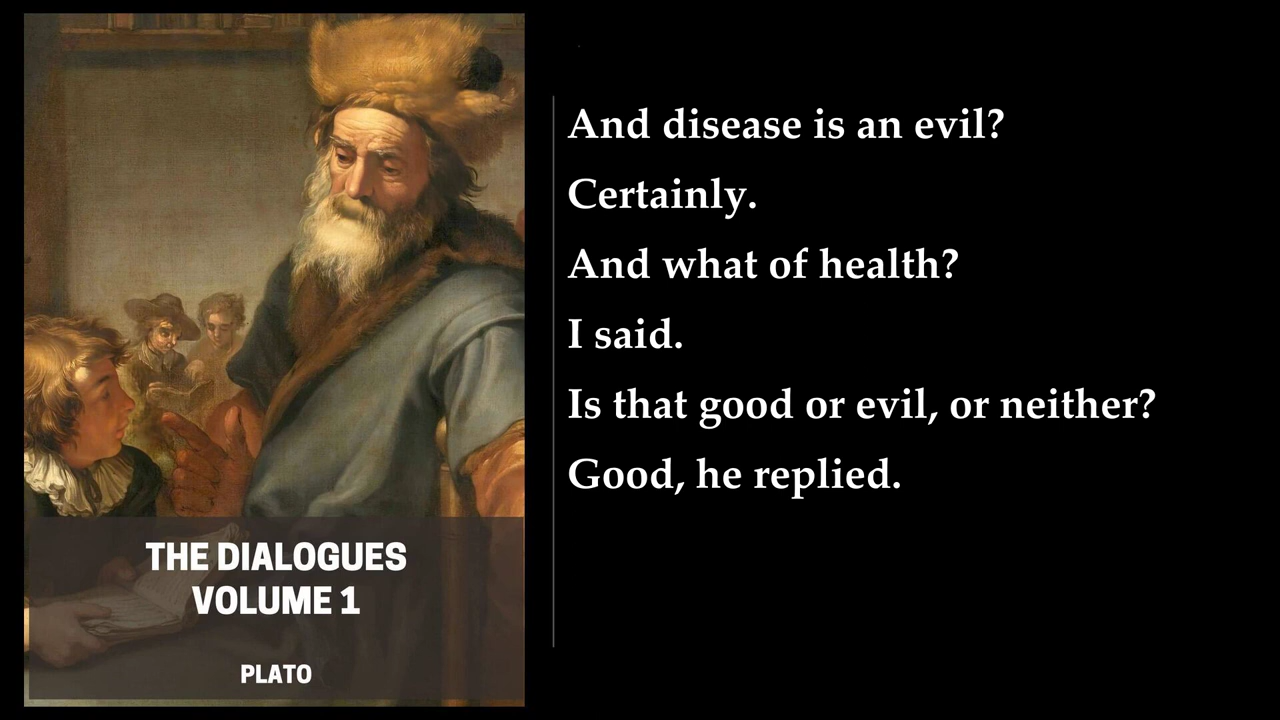 And disease is an evil?
Certainly.
And what of health?
I said.
Is that good or evil, or neither?
Good, he replied.
THE DIALOGUES
VOLUME 1
PLATO